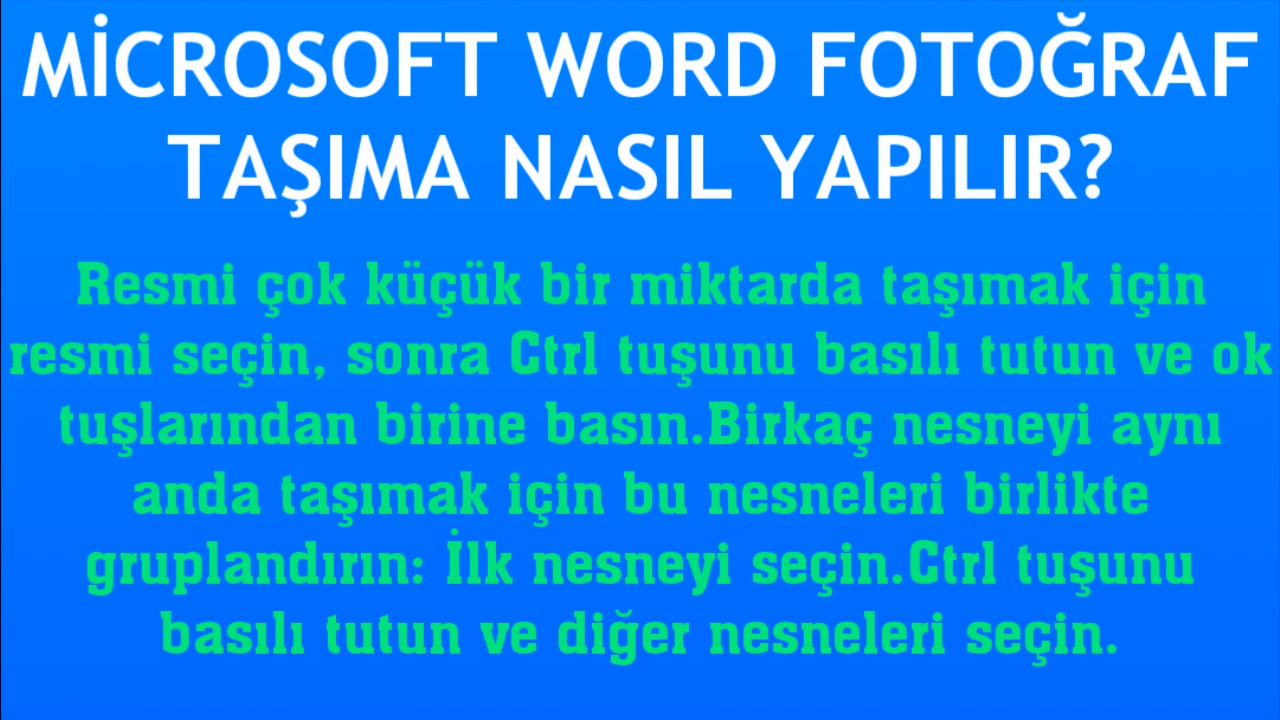 MİCROSOFT WORD FOTOĞRAF
TAŞIMA NASIL YAPILIR?
Resmi çok küçük bir miktarda taşımak için
resmi seçin, sonra Ctrl tuşunu basılı tutun ve ok
tuşlarından birine basın.Birkaç nesneyi aynı
anda taşımak için bu nesneleri birlikte
gruplandırın: İlk nesneyi seçin.Ctrl tuşunu
basılı tutun ve diğer nesneleri seçin.